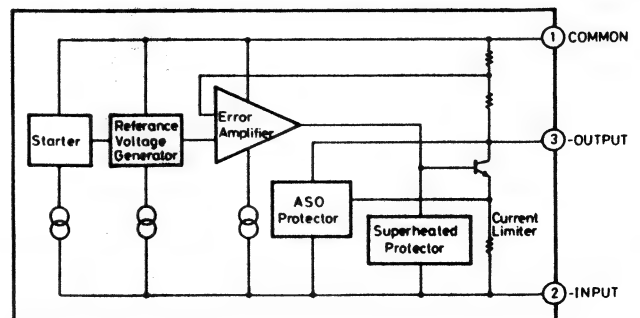 1 COMMON
Error
Amplifier
Starter
Referance
Voltage
Generator
3 -OUTPUT
ASO
Protector
Superheated
Protector
Current
Limiter
2 -INPUT